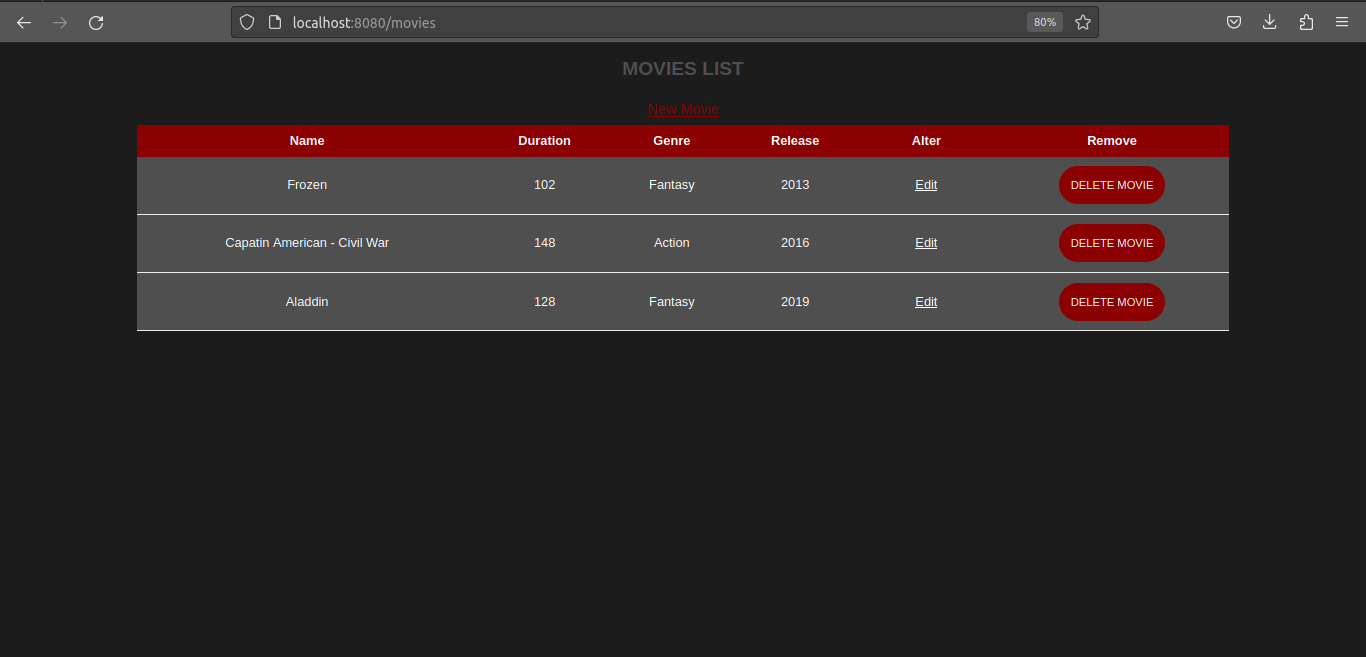 localhost:8080/movies 80%
MOVIES LIST
New Movie
Name Duration Genre Release Alter Remove
Frozen 102 Fantasy 2013 Edit DELETE MOVIE
Capatin American - Civil War 148 Action 2016 Edit DELETE MOVIE
Aladdin 128 Fantasy 2019 Edit DELETE MOVIE